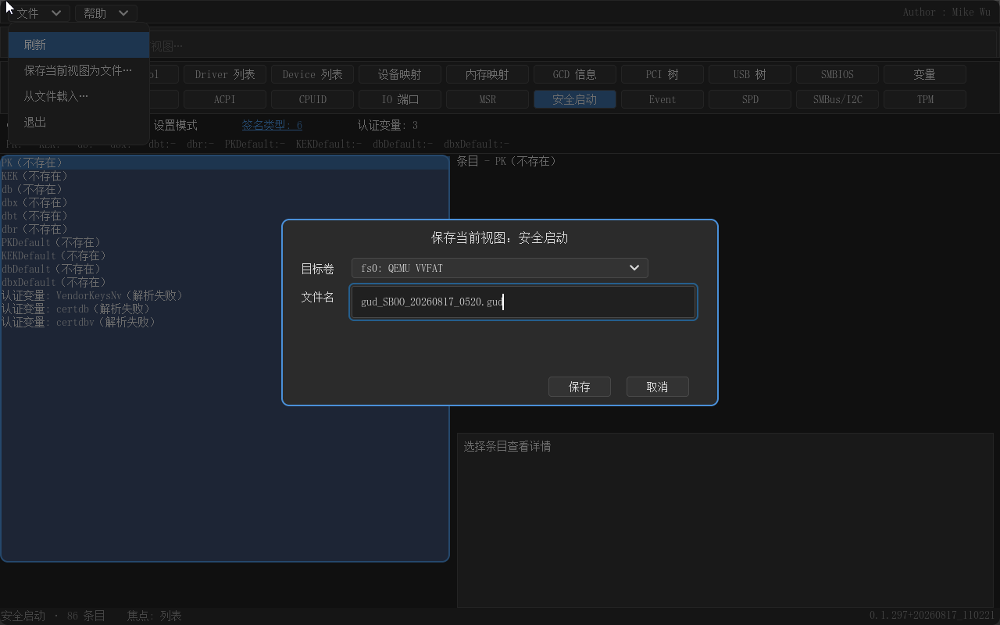 文件 帮助 Author : Mike Wu
刷新 视图…
保存当前视图为文件… ol Driver 列表 Device 列表 设备映射 内存映射 GCD 信息 PCI 树 USB 树 SMBIOS 变量
从文件载入… ACPI CPUID IO 端口 MSR 安全启动 Event SPD SMBus/I2C TPM
退出 设置模式 签名类型: 6 认证变量: 3
dbt:- dbr:- PKDefault:- KEKDefault:- dbDefault:- dbxDefault:-
PK（不存在） 条目 - PK（不存在）
KEK（不存在）
db（不存在）
dbx（不存在）
dbt（不存在）
dbr（不存在）
PKDefault（不存在）
KEKDefault（不存在）
dbDefault（不存在）
dbxDefault（不存在）
认证变量: VendorKeysNv（解析失败）
认证变量: certdb（解析失败）
认证变量: certdbv（解析失败）
保存当前视图: 安全启动
目标卷 fs0: QEMU VVFAT
文件名 gud_SBOO_20260817_0520.gud
保存 取消
选择条目查看详情
安全启动 · 86 条目 焦点: 列表 0.1.297+20260817_110221